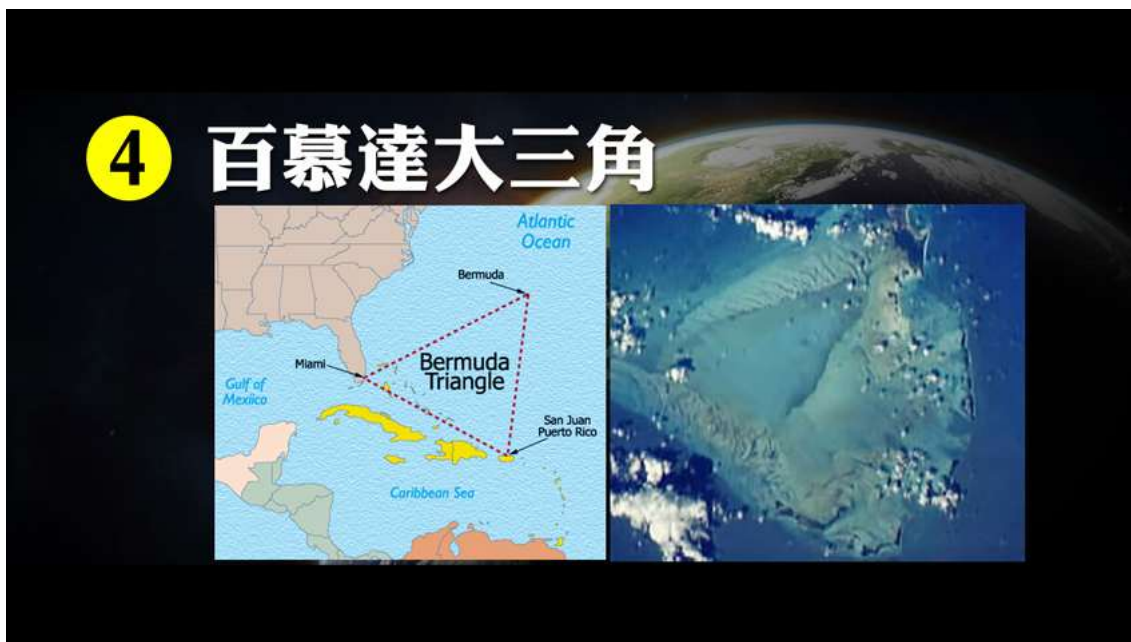 4 百慕達大三角
Atlantic
Ocean
Bermuda
Miami
Bermuda
Triangle
Gulf of
Mexiico
San Juan
Puerto Rico
Caribbean Sea